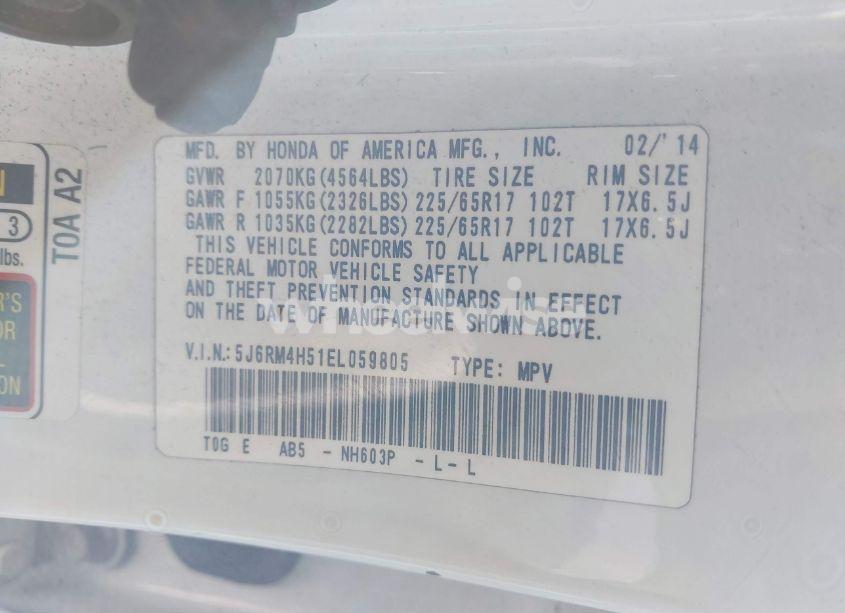 MFD. BY HONDA OF AMERICA MFG., INC. 02/'14
GVWR 2070KG(4564LBS) TIRE SIZE RIM SIZE
GAWR F 1055KG(2326LBS) 225/65R17 102T 17X6.5J
GAWR R 1035KG(2282LBS) 225/65R17 102T 17X6.5J
THIS VEHICLE CONFORMS TO ALL APPLICABLE
FEDERAL MOTOR VEHICLE SAFETY
AND THEFT PREVENTION STANDARDS IN EFFECT
ON THE DATE OF MANUFACTURE SHOWN ABOVE.
V.I.N.: 5J6RM4H51EL059805 TYPE: MPV
T0G E AB5 - NH603P - L - L
T0A A2
3
lbs.